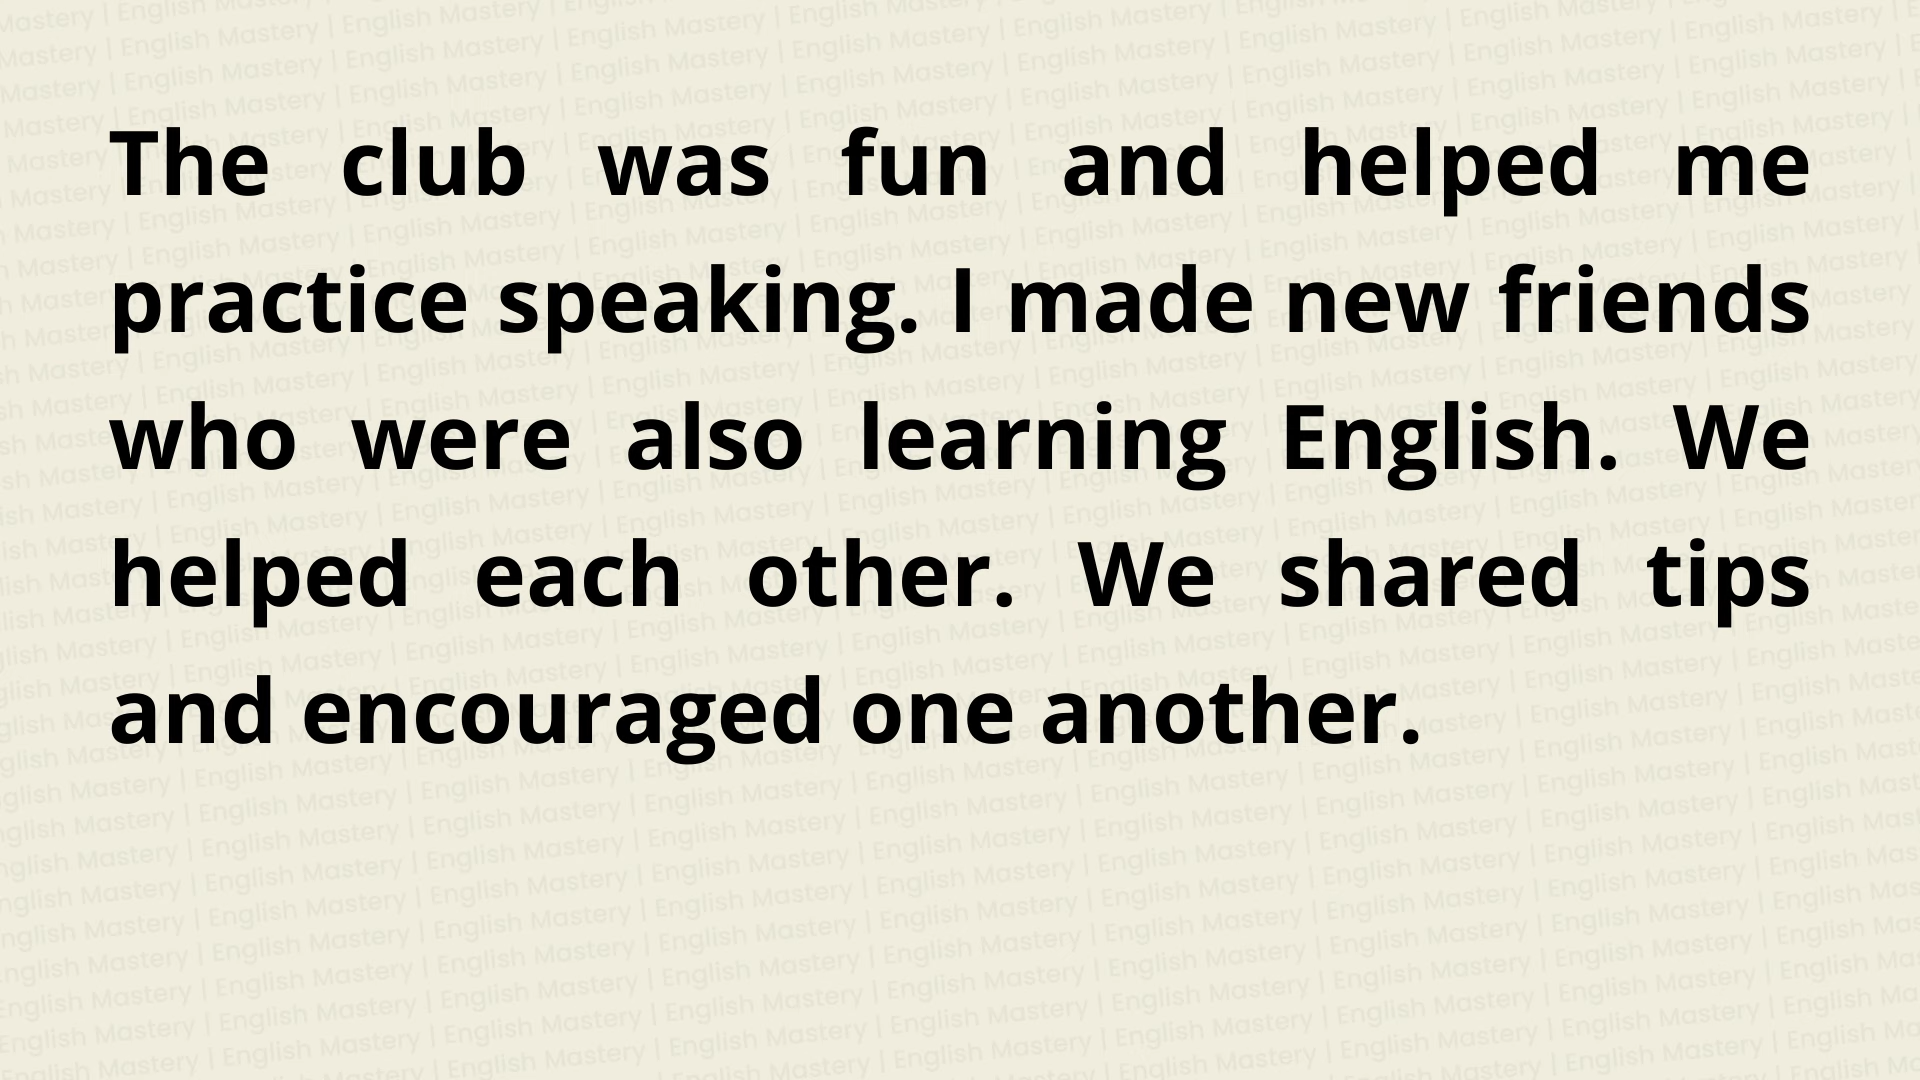 The club was fun and helped me
practice speaking. I made new friends
who were also learning English. We
helped each other. We shared tips
and encouraged one another.